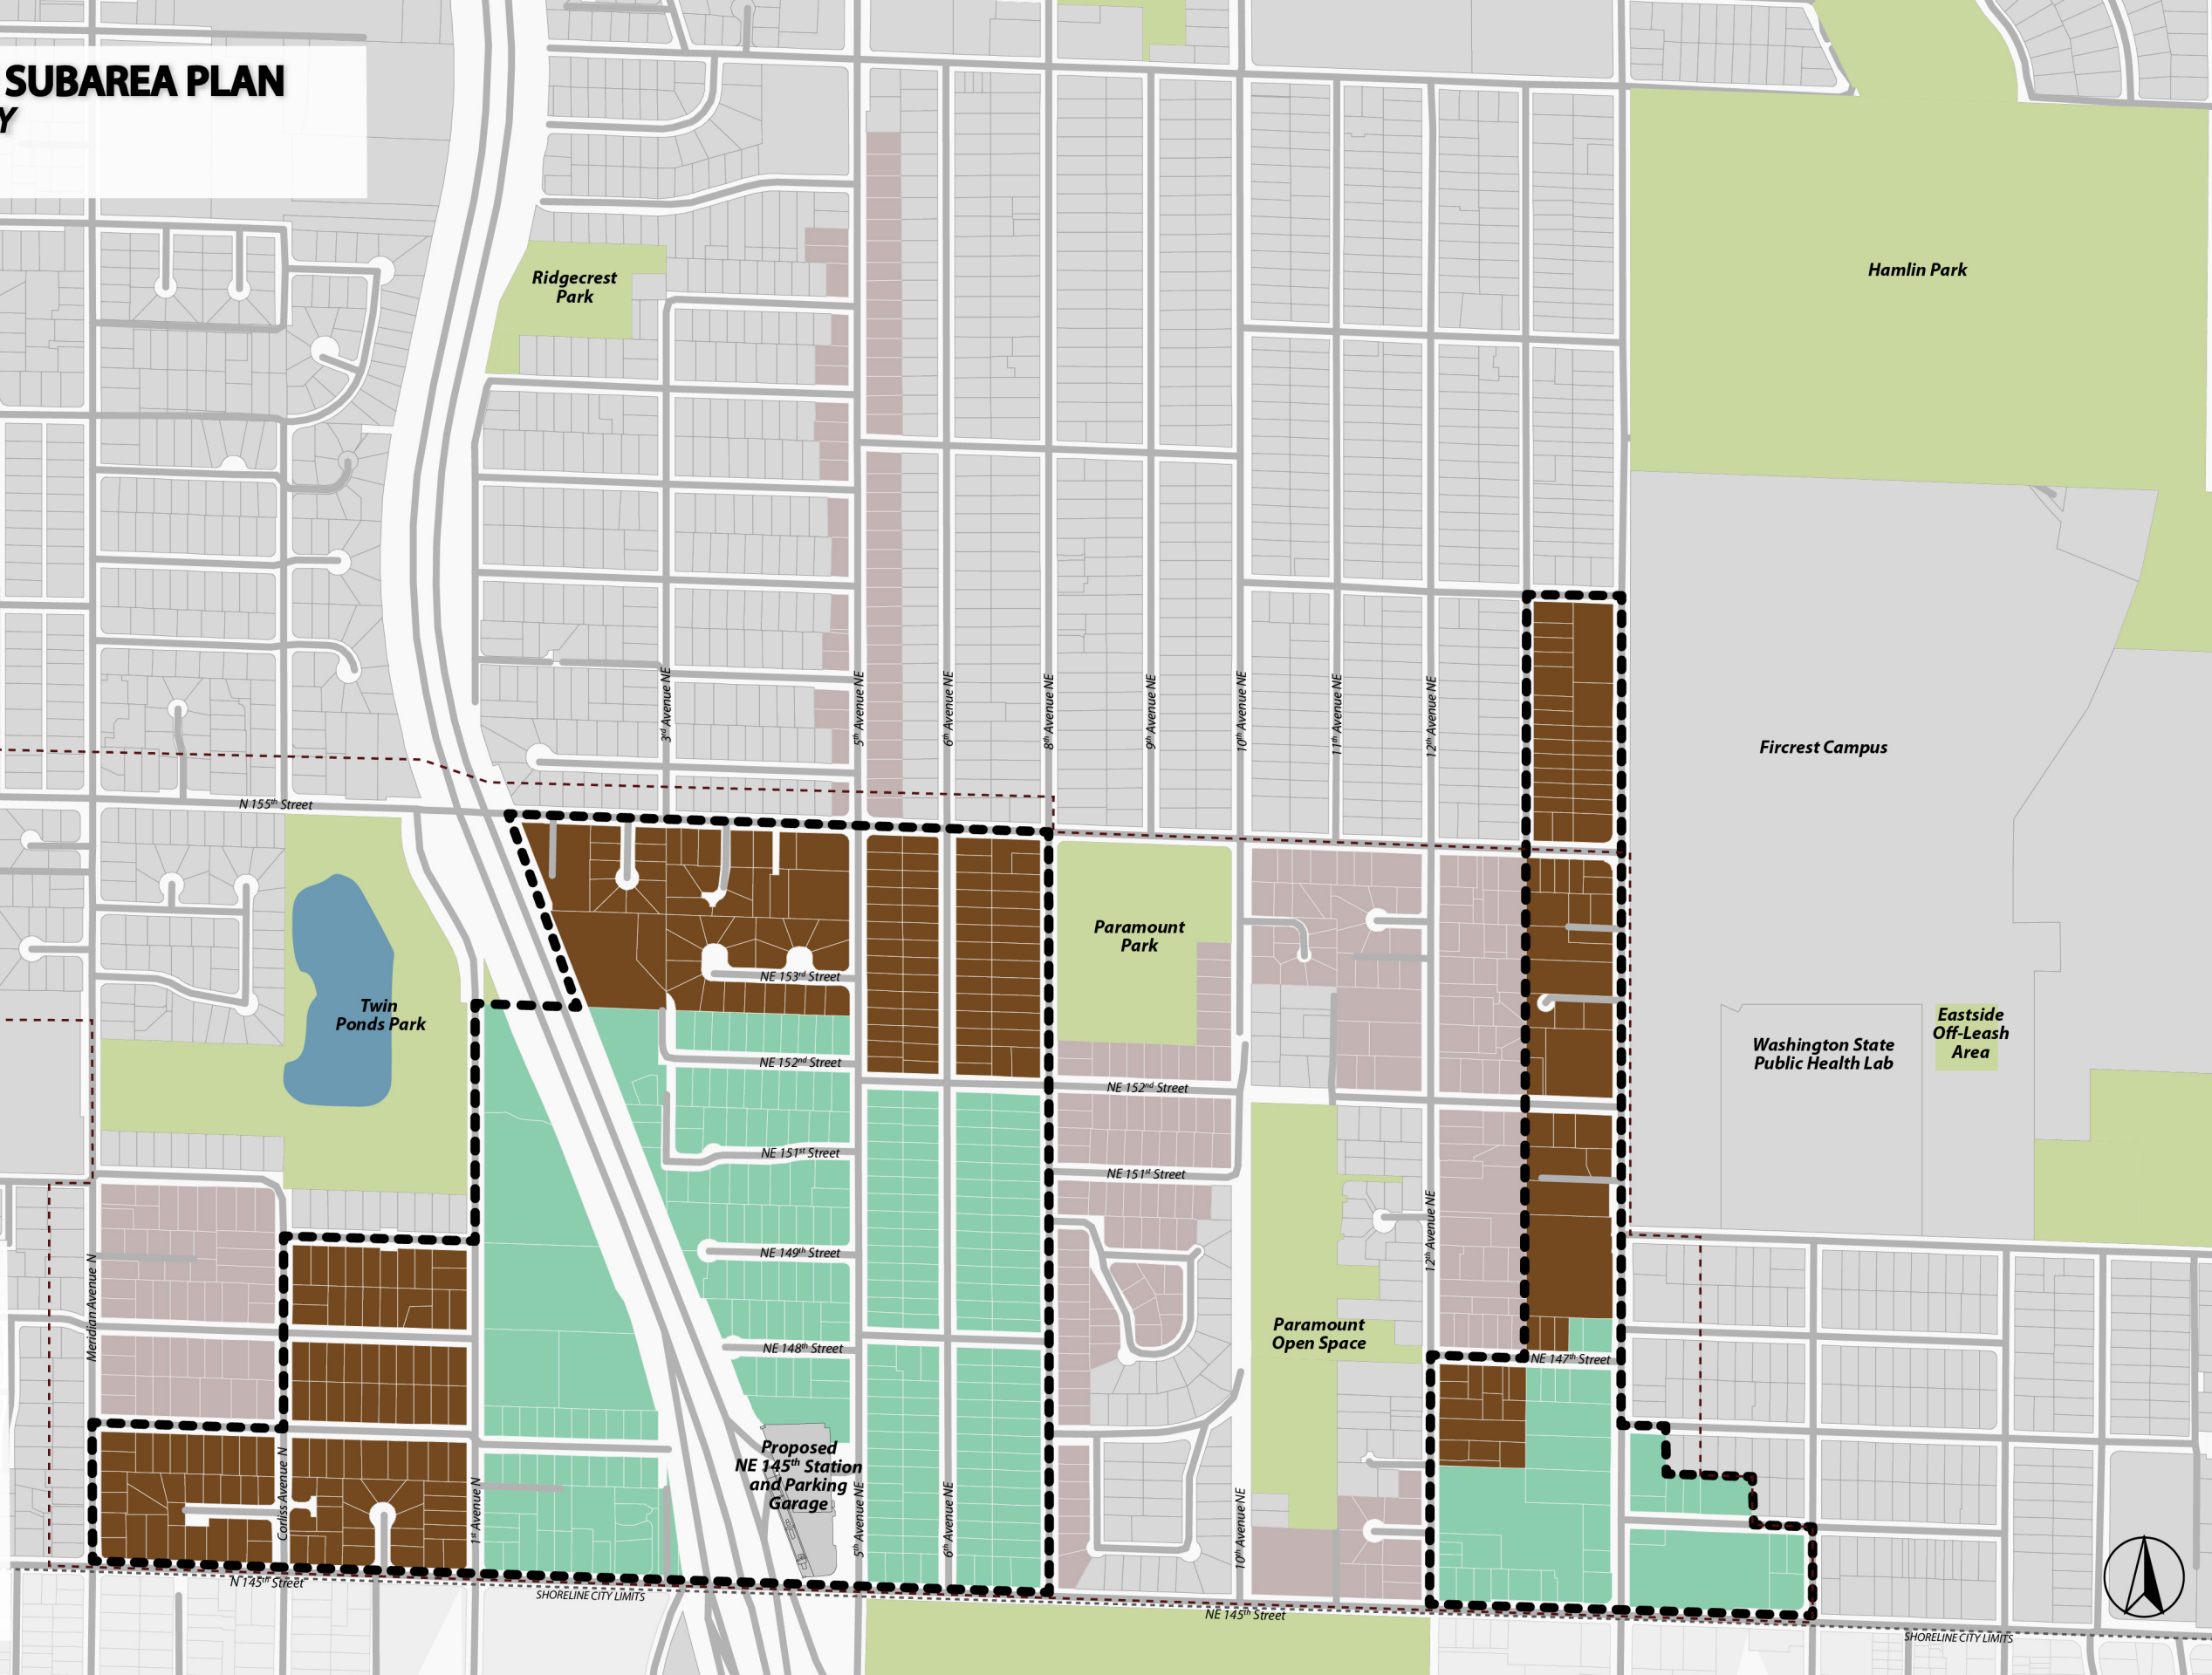 SUBAREA PLAN
Y
Ridgecrest
Park
Hamlin Park
3rd Avenue NE
5th Avenue NE
6th Avenue NE
8th Avenue NE
9th Avenue NE
10th Avenue NE
11th Avenue NE
12th Avenue NE
Fircrest Campus
N 155th Street
Paramount
Park
NE 153rd Street
Twin
Ponds Park
Eastside
Off-Leash
Area
Washington State
Public Health Lab
NE 152nd Street
NE 152nd Street
NE 151st Street
NE 151st Street
12th Avenue NE
NE 149th Street
Meridian Avenue N
Paramount
Open Space
NE 148th Street
NE 147th Street
Proposed
NE 145th Station
and Parking
Garage
Corliss Avenue N
1st Avenue N
5th Avenue NE
6th Avenue NE
10th Avenue NE
N 145th Street
SHORELINE CITY LIMITS
NE 145th Street
SHORELINE CITY LIMITS